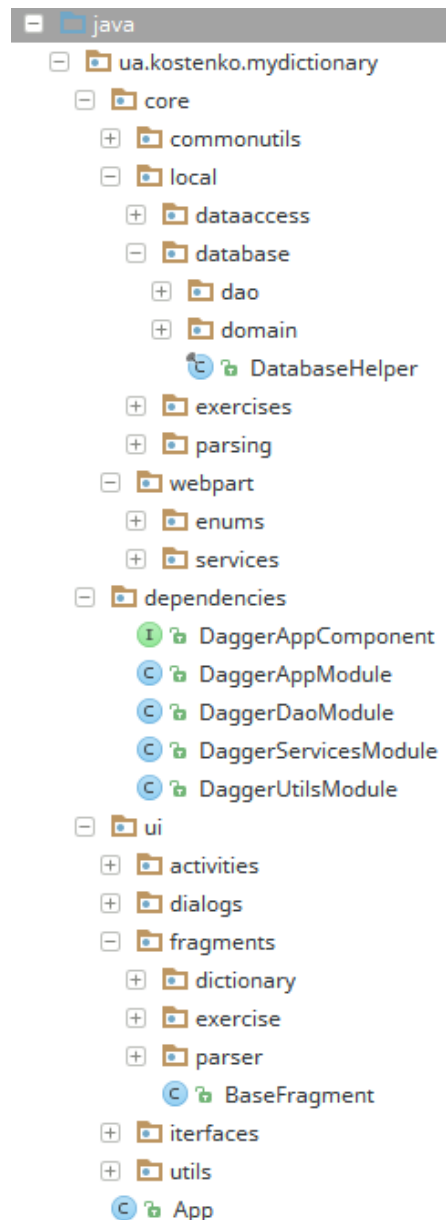 java
ua.kostenko.mydictionary
core
commonutils
local
dataaccess
database
dao
domain
DatabaseHelper
exercises
parsing
webpart
enums
services
dependencies
DaggerAppComponent
DaggerAppModule
DaggerDaoModule
DaggerServicesModule
DaggerUtilsModule
ui
activities
dialogs
fragments
dictionary
exercise
parser
BaseFragment
iterfaces
utils
App